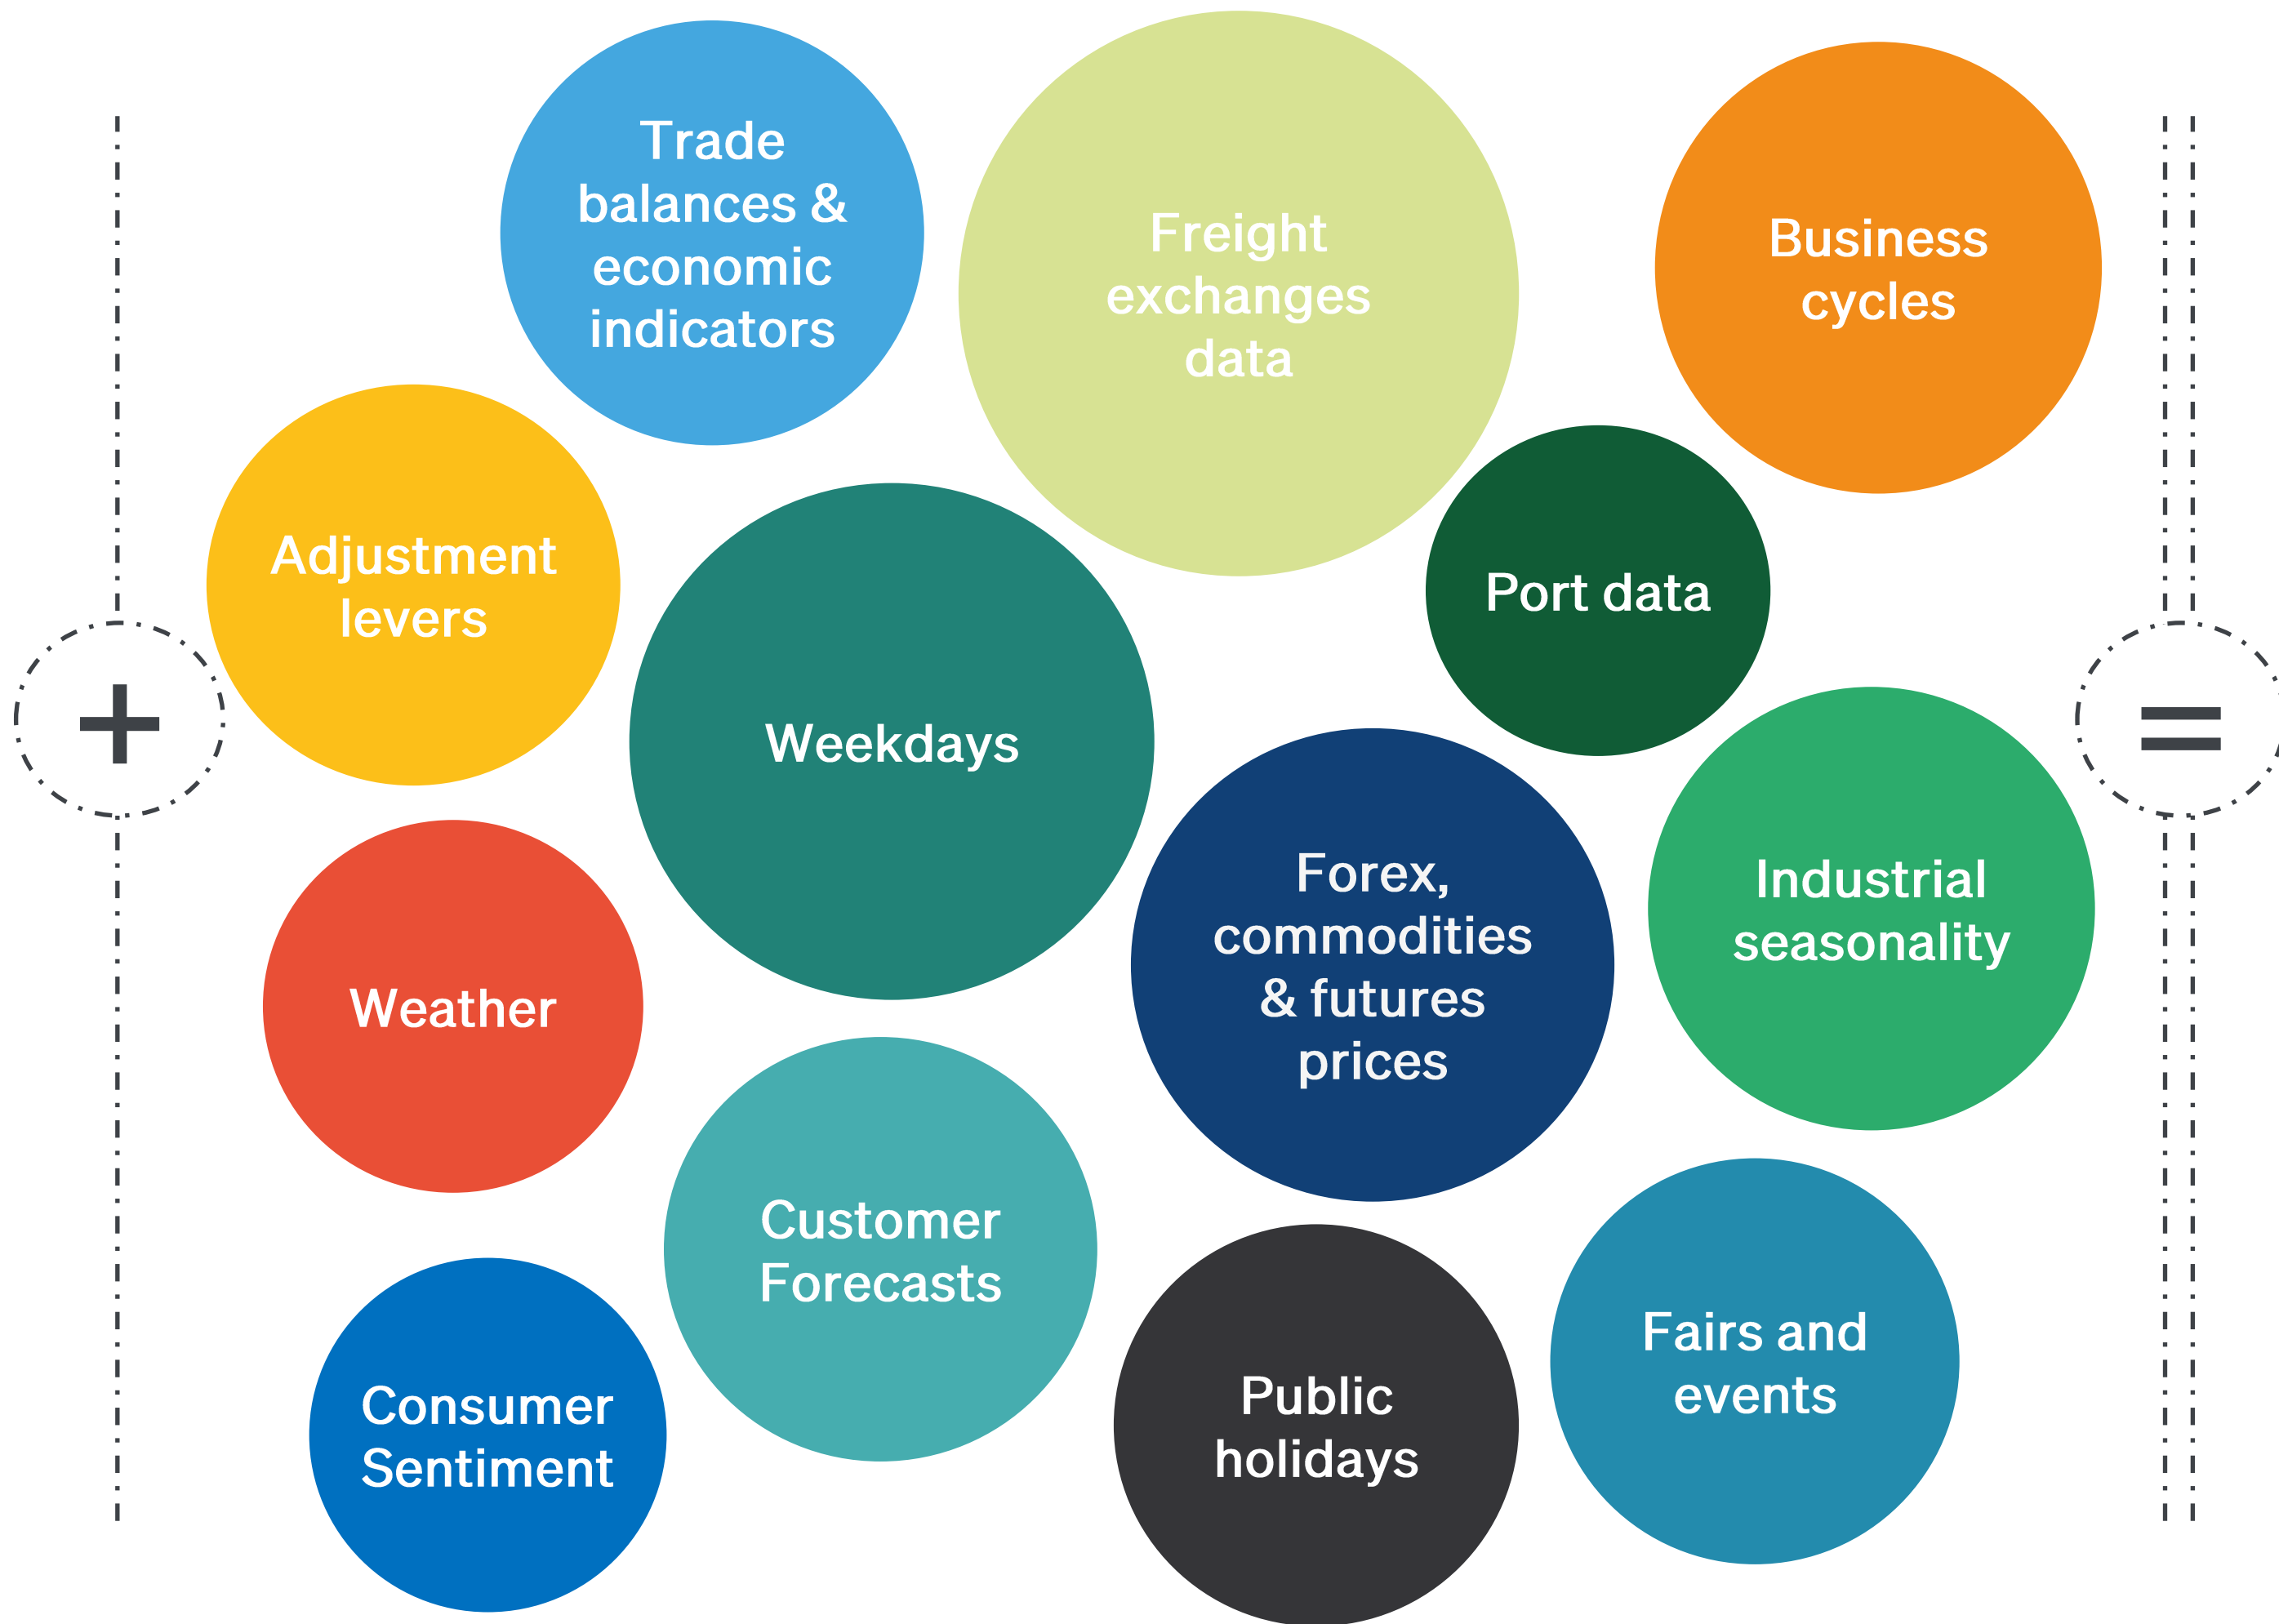 Trade
balances &
economic
indicators
Freight
exchanges
data
Business
cycles
Adjustment
levers
Port data
+
Weekdays
=
Forex,
commodities
& futures
prices
Industrial
seasonality
Weather
Customer
Forecasts
Fairs and
events
Consumer
Sentiment
Public
holidays